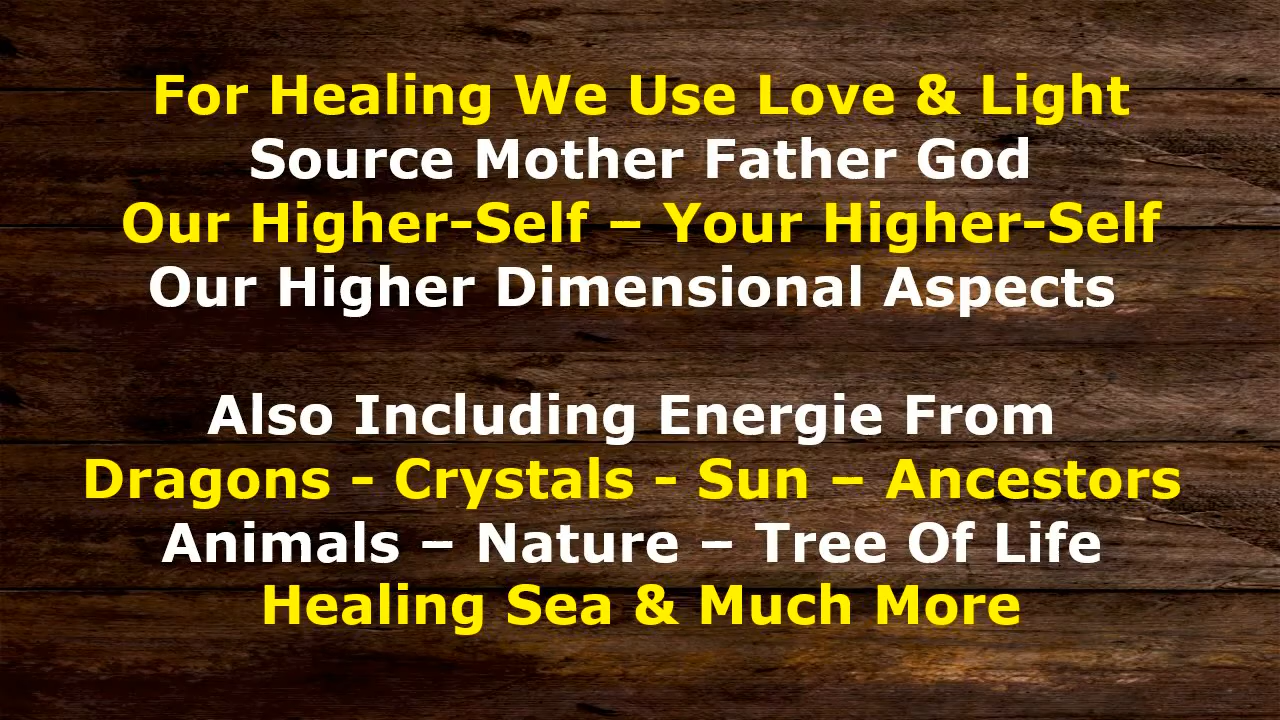 For Healing We Use Love & Light
Source Mother Father God
Our Higher-Self – Your Higher-Self
Our Higher Dimensional Aspects
Also Including Energie From
Dragons - Crystals - Sun – Ancestors
Animals – Nature – Tree Of Life
Healing Sea & Much More